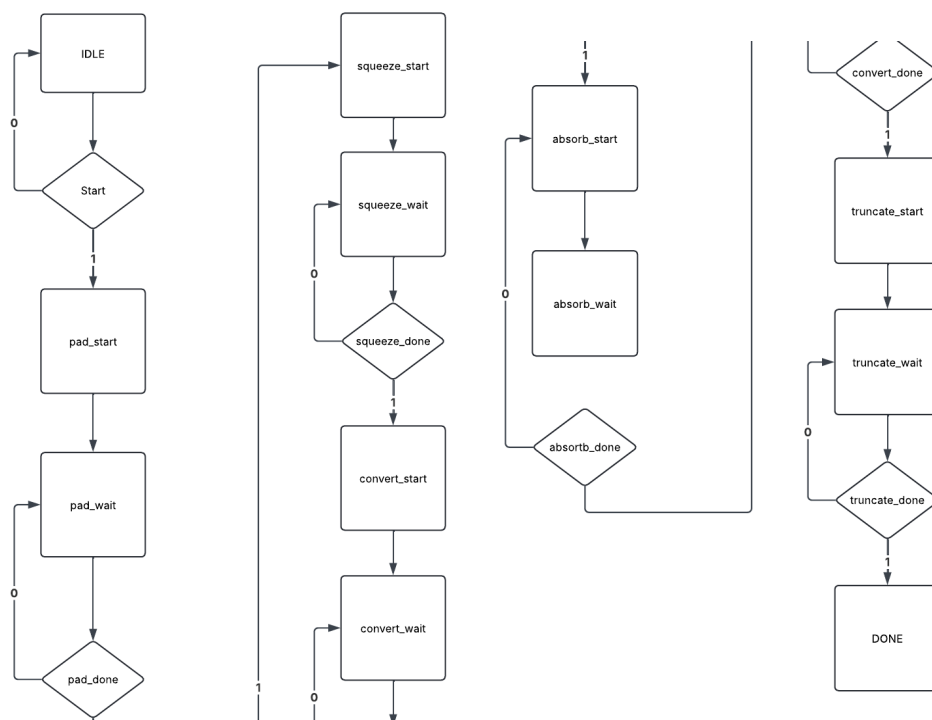 IDLE
0
Start
1
pad_start
pad_wait
0
pad_done
squeeze_start
squeeze_wait
0
squeeze_done
1
convert_start
convert_wait
1
0
1
absorb_start
absorb_wait
0
absortb_done
convert_done
1
truncate_start
truncate_wait
0
truncate_done
1
DONE